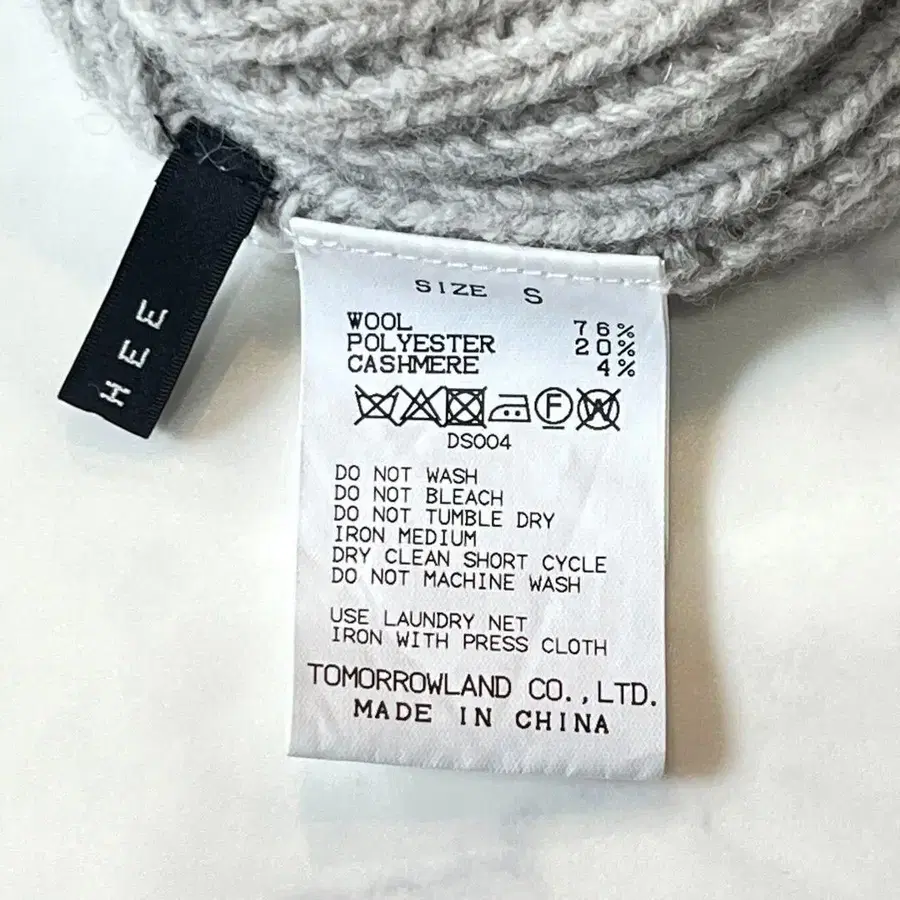 HEE
SIZE S
WOOL 76%
POLYESTER 20%
CASHMERE 4%
F W
DS004
DO NOT WASH
DO NOT BLEACH
DO NOT TUMBLE DRY
IRON MEDIUM
DRY CLEAN SHORT CYCLE
DO NOT MACHINE WASH
USE LAUNDRY NET
IRON WITH PRESS CLOTH
TOMORROWLAND CO.,LTD.
MADE IN CHINA